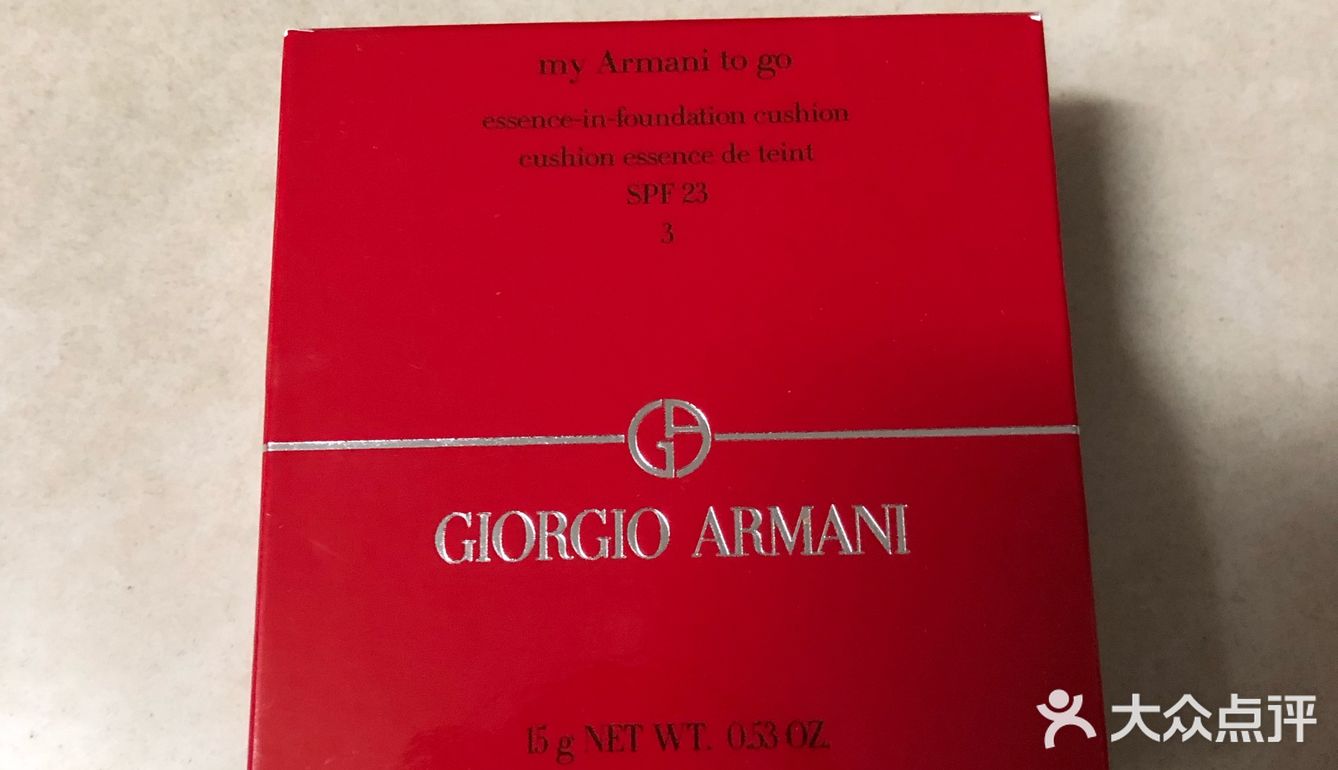 my Armani to go
essence-in-foundation cushion
cushion essence de teint
SPF 23
3
GA
GIORGIO ARMANI
15 g NET WT. 0.53 OZ.
大众点评